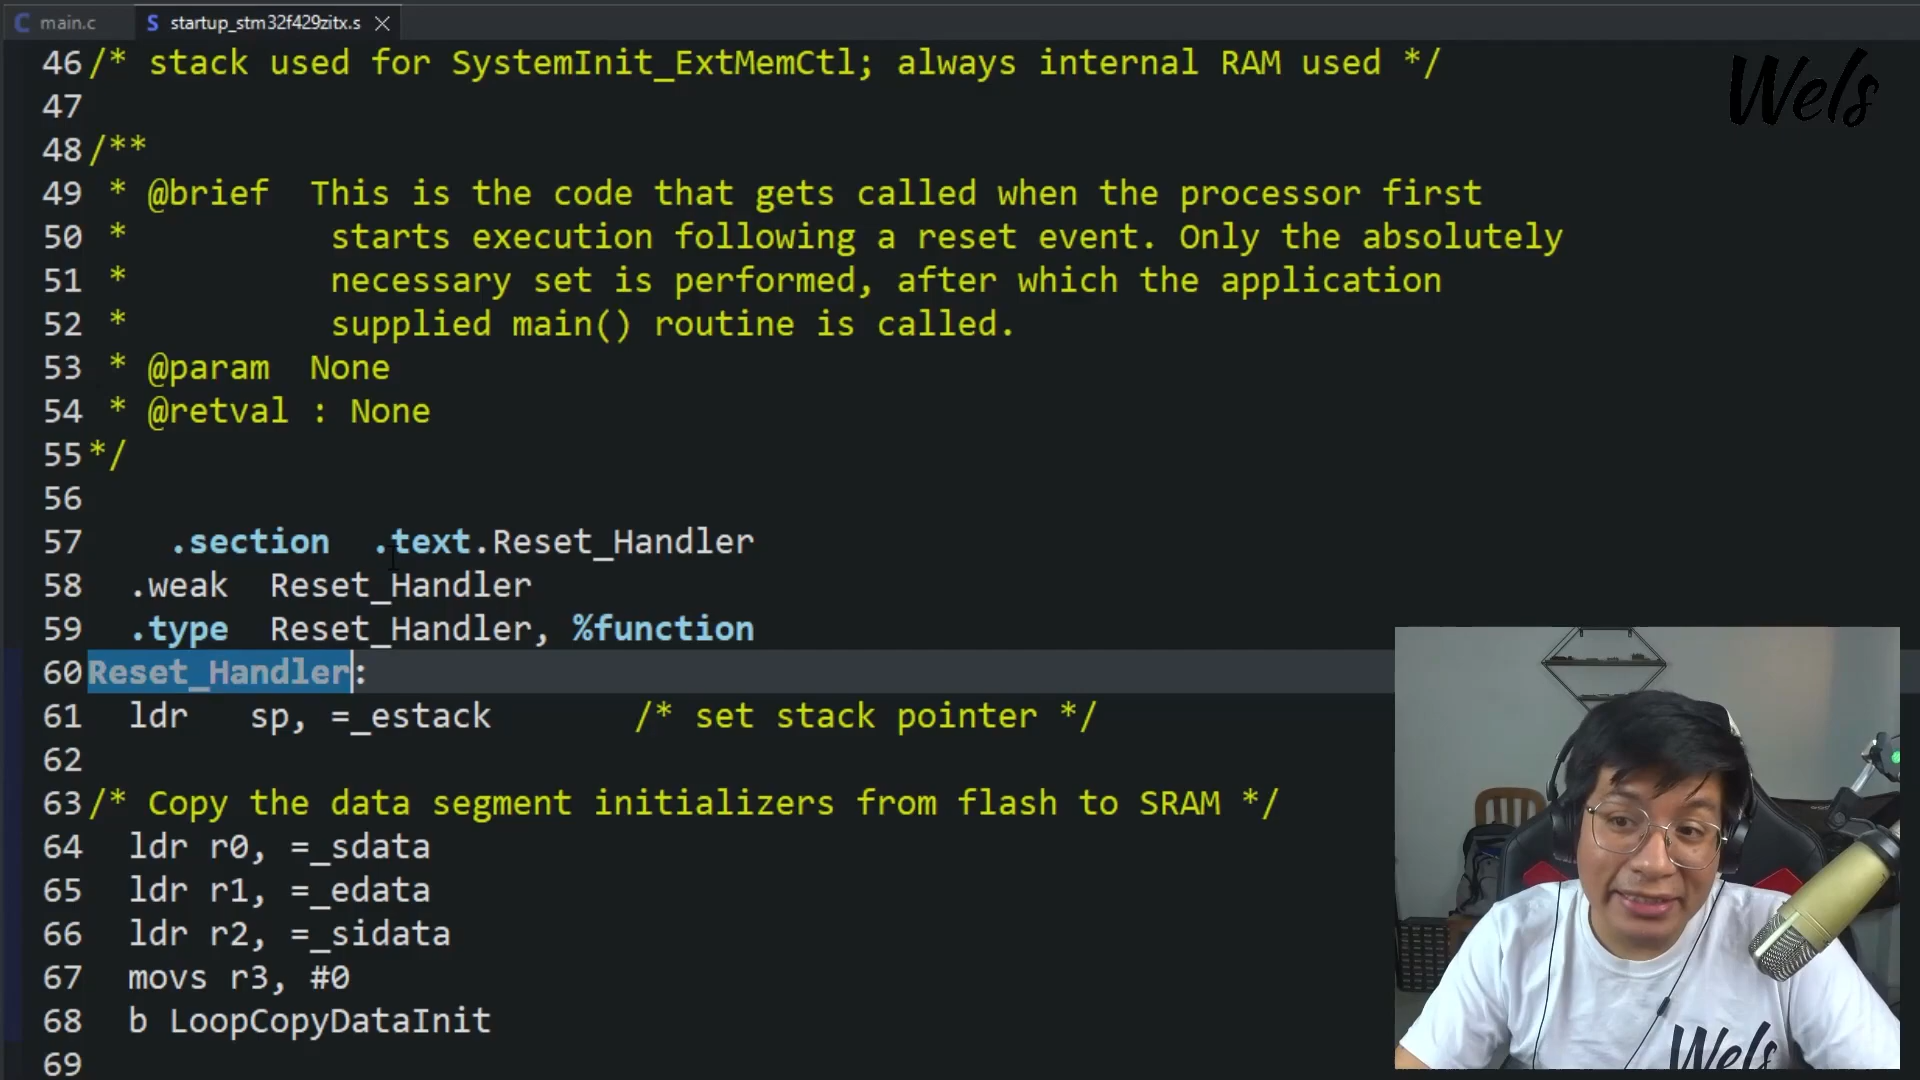 main.c
S startup_stm32f429zitx.s
46 /* stack used for SystemInit_ExtMemCtl; always internal RAM used */
Wels
47
48 /**
49 * @brief This is the code that gets called when the processor first
50 * starts execution following a reset event. Only the absolutely
51 * necessary set is performed, after which the application
52 * supplied main() routine is called.
53 * @param None
54 * @retval : None
55 */
56
57 .section .text.Reset_Handler
58 .weak Reset_Handler
59 .type Reset_Handler, %function
60 Reset_Handler:
61 ldr sp, =_estack /* set stack pointer */
62
63 /* Copy the data segment initializers from flash to SRAM */
64 ldr r0, =_sdata
65 ldr r1, =_edata
66 ldr r2, =_sidata
67 movs r3, #0
68 b LoopCopyDataInit
69
Wels